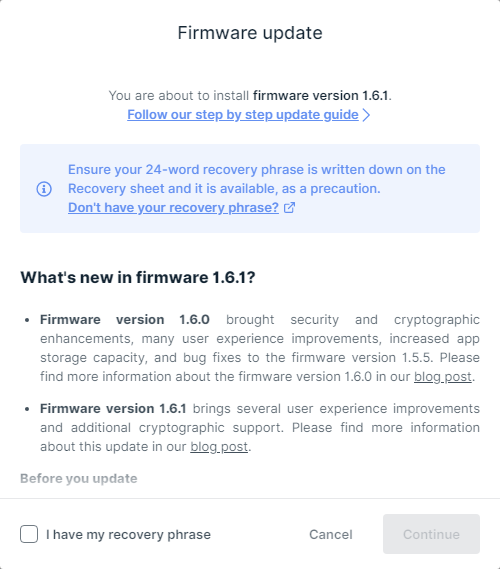 Firmware update
You are about to install firmware version 1.6.1.
Follow our step by step update guide
Ensure your 24-word recovery phrase is written down on the
Recovery sheet and it is available, as a precaution.
Don't have your recovery phrase?
What's new in firmware 1.6.1?
• Firmware version 1.6.0 brought security and cryptographic
enhancements, many user experience improvements, increased app
storage capacity, and bug fixes to the firmware version 1.5.5. Please
find more information about the firmware version 1.6.0 in our blog post.
• Firmware version 1.6.1 brings several user experience improvements
and additional cryptographic support. Please find more information
about this update in our blog post.
Before you update
I have my recovery phrase
Cancel
Continue